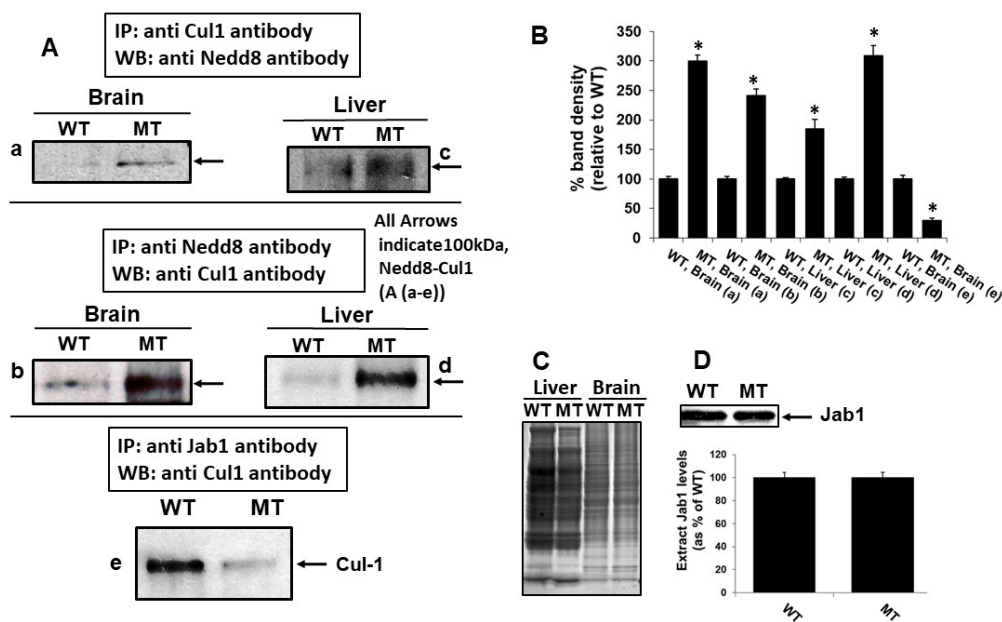 A
IP: anti Cul1 antibody
WB: anti Nedd8 antibody
Brain
WT MT
a
Liver
WT MT
c
IP: anti Nedd8 antibody
WB: anti Cul1 antibody
All Arrows
indicate100kDa,
Nedd8-Cul1
(A (a-e))
Brain
WT MT
b
Liver
WT MT
d
IP: anti Jab1 antibody
WB: anti Cul1 antibody
WT MT
e
Cul-1
B
% band density
(relative to WT)
350
300
250
200
150
100
50
0
* * * * *
WT, Brain (a)
MT, Brain (a)
WT, Brain (b)
MT, Brain (b)
WT, Liver (c)
MT, Liver (c)
WT, Liver (d)
MT, Liver (d)
WT, Brain (e)
MT, Brain (e)
C
Liver Brain
WT MT WT MT
D
WT MT
Jab1
Extract Jab1 levels
(as % of WT)
120
100
80
60
40
20
0
WT
MT